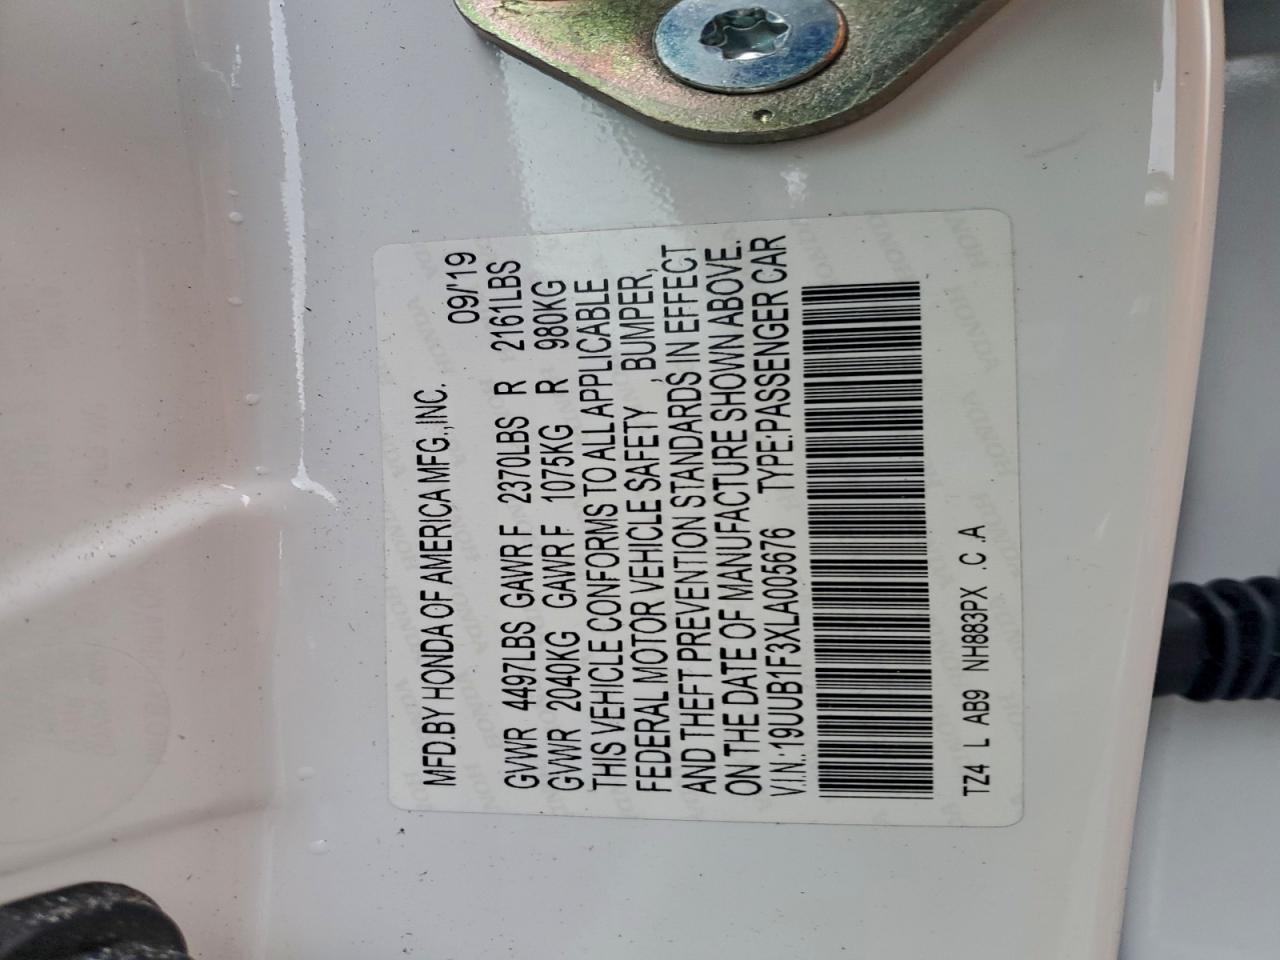 MFD.BY HONDA OF AMERICA MFG.,INC.
09/'19
GVWR 4497LBS GAWR F 2370LBS R 2161LBS
GVWR 2040KG GAWR F 1075KG R 980KG
THIS VEHICLE CONFORMS TO ALL APPLICABLE
FEDERAL MOTOR VEHICLE SAFETY , BUMPER,
AND THEFT PREVENTION STANDARDS IN EFFECT
ON THE DATE OF MANUFACTURE SHOWN ABOVE.
V.I.N.:19UUB1F3XLA005676 TYPE:PASSENGER CAR
TZ4 L AB9 NH883PX .C .A